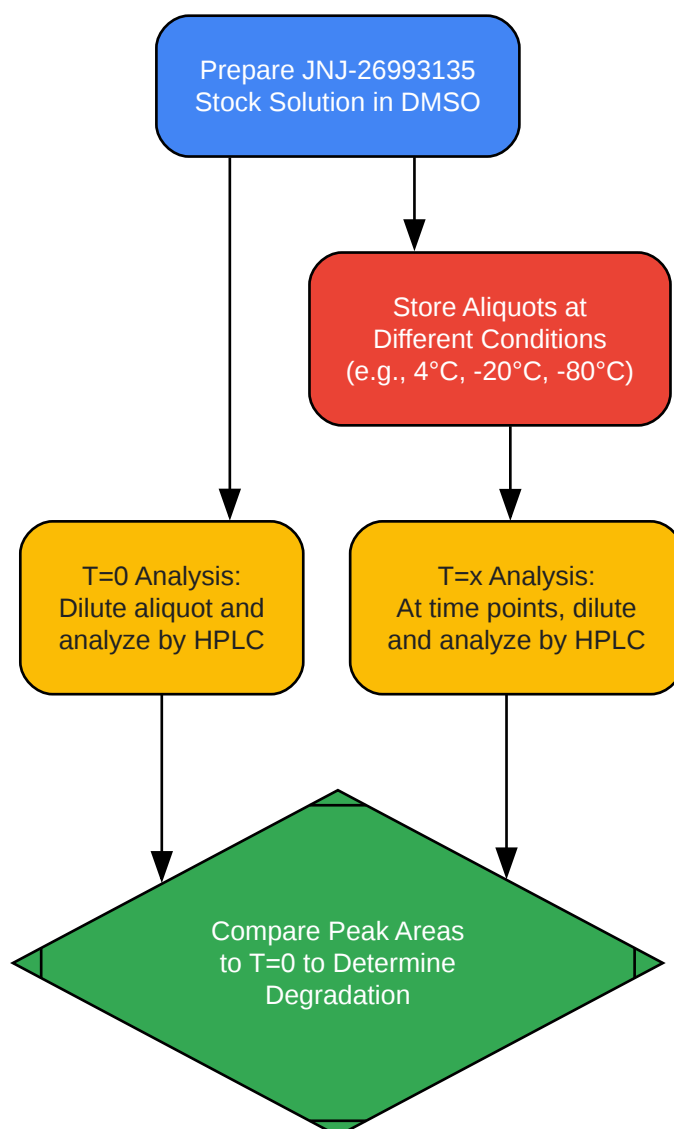 Prepare JNJ-26993135
Stock Solution in DMSO
Store Aliquots at
Different Conditions
(e.g., 4°C, -20°C, -80°C)
T=0 Analysis:
Dilute aliquot and
analyze by HPLC
T=x Analysis:
At time points, dilute
and analyze by HPLC
Compare Peak Areas
to T=0 to Determine
Degradation